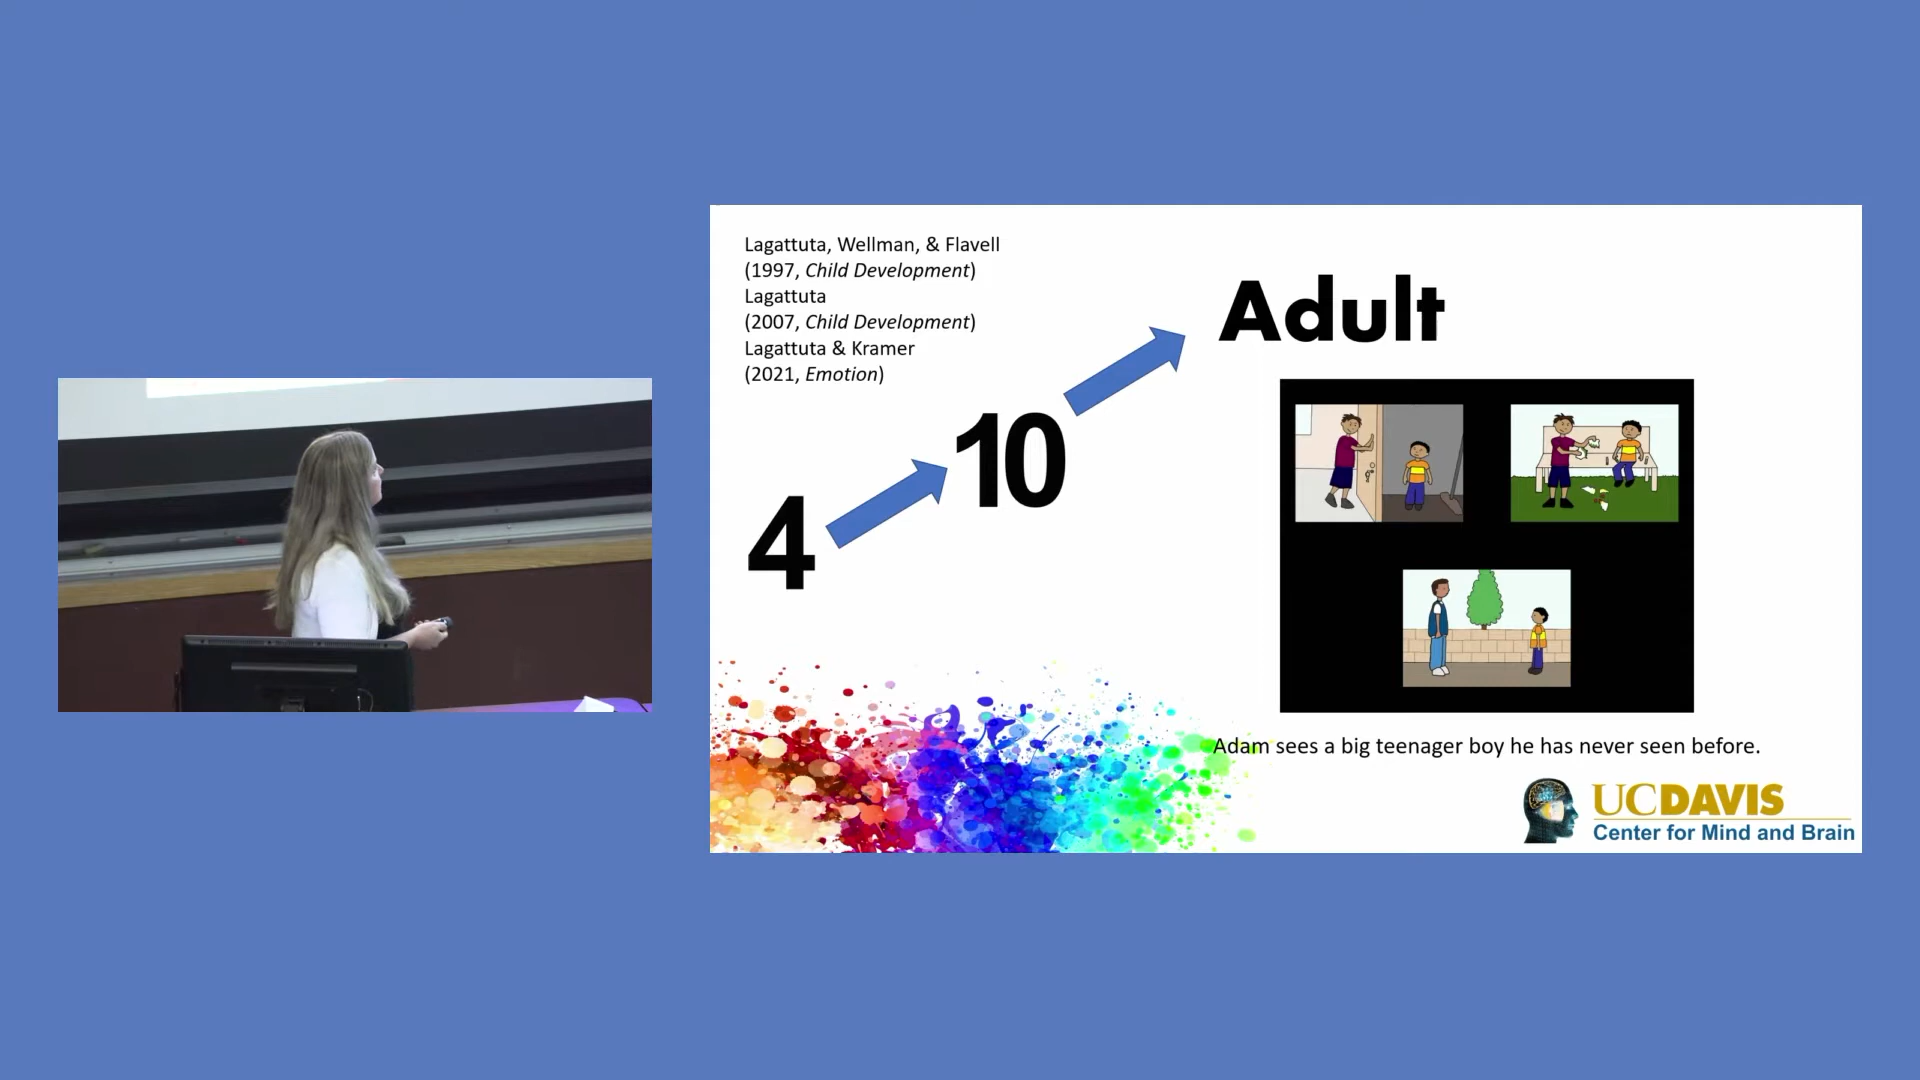 Lagattuta, Wellman, & Flavell
(1997, Child Development)
Lagattuta
(2007, Child Development)
Lagattuta & Kramer
(2021, Emotion)
Adult
10
4
Adam sees a big teenager boy he has never seen before.
UCDAVIS
Center for Mind and Brain